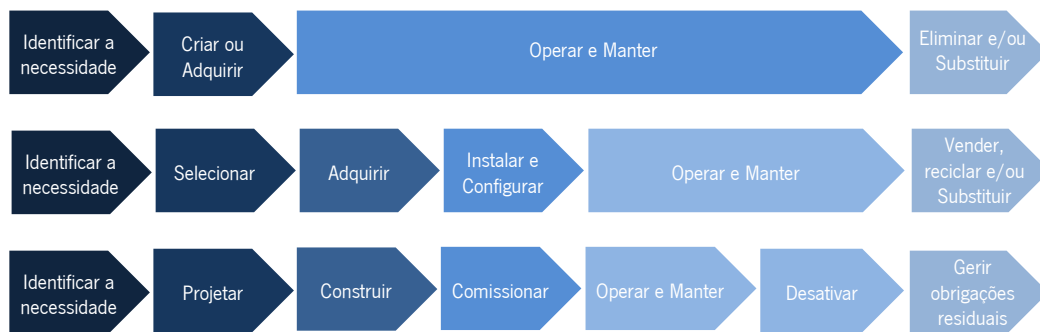 Identificar a
necessidade
Criar ou
Adquirir
Operar e Manter
Eliminar e/ou
Substituir
Identificar a
necessidade
Selecionar
Adquirir
Instalar e
Configurar
Operar e Manter
Vender,
reciclar e/ou
Substituir
Identificar a
necessidade
Projetar
Construir
Comissionar
Operar e Manter
Desativar
Gerir
obrigações
residuais